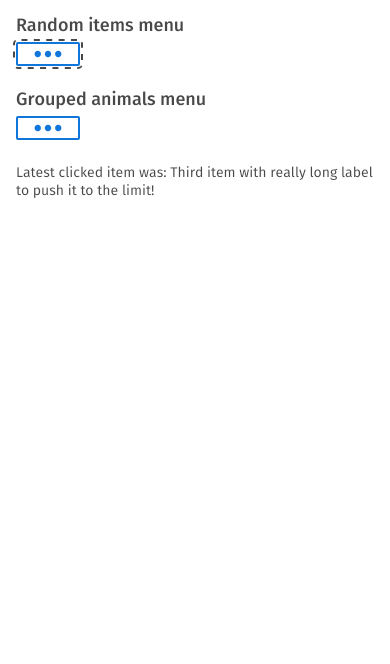 Random items menu
Grouped animals menu
Latest clicked item was: Third item with really long label
to push it to the limit!